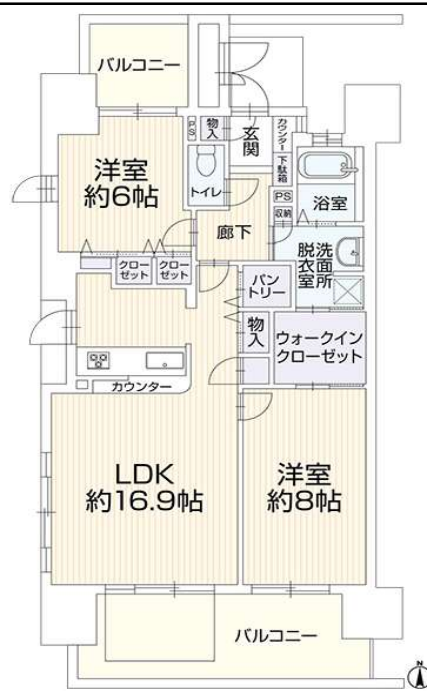 バルコニー
PS
物入
玄関
カウンター
下駄箱
洋室
約6帖
トイレ
PS
収納
浴室
廊下
洗面所
脱衣室
クロー
ゼット
クロー
ゼット
パン
トリー
物入
ウォークイン
クローゼット
カウンター
LDK
約16.9帖
洋室
約8帖
バルコニー
N